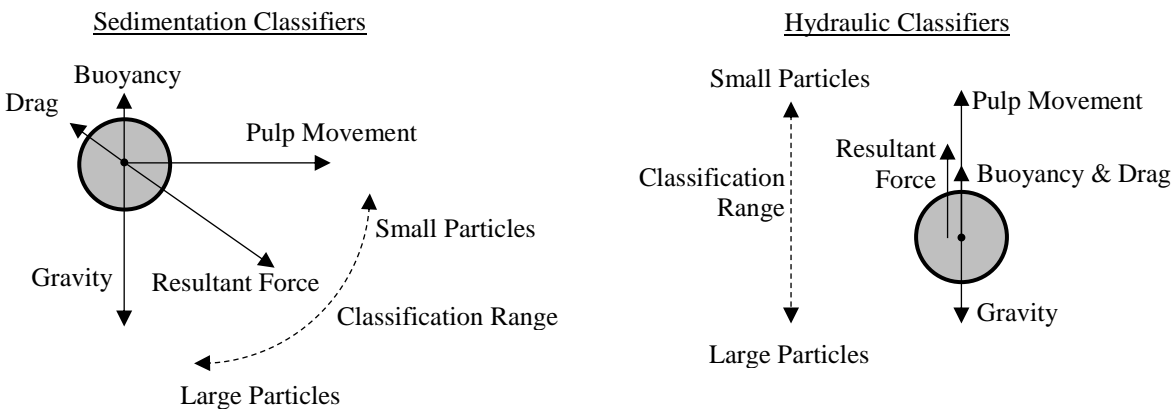 Sedimentation Classifiers
Buoyancy
Drag
Pulp Movement
Small Particles
Gravity
Resultant Force
Classification Range
Large Particles
Hydraulic Classifiers
Small Particles
Pulp Movement
Resultant
Force
Buoyancy & Drag
Classification
Range
Gravity
Large Particles